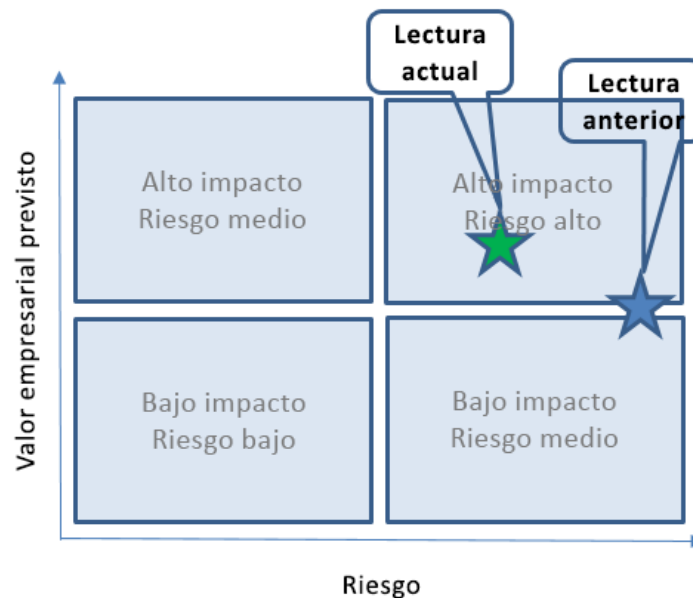 Lectura
actual
Lectura
anterior
Valor empresarial previsto
Alto impacto
Riesgo medio
Alto impacto
Riesgo alto
Bajo impacto
Riesgo bajo
Bajo impacto
Riesgo medio
Riesgo